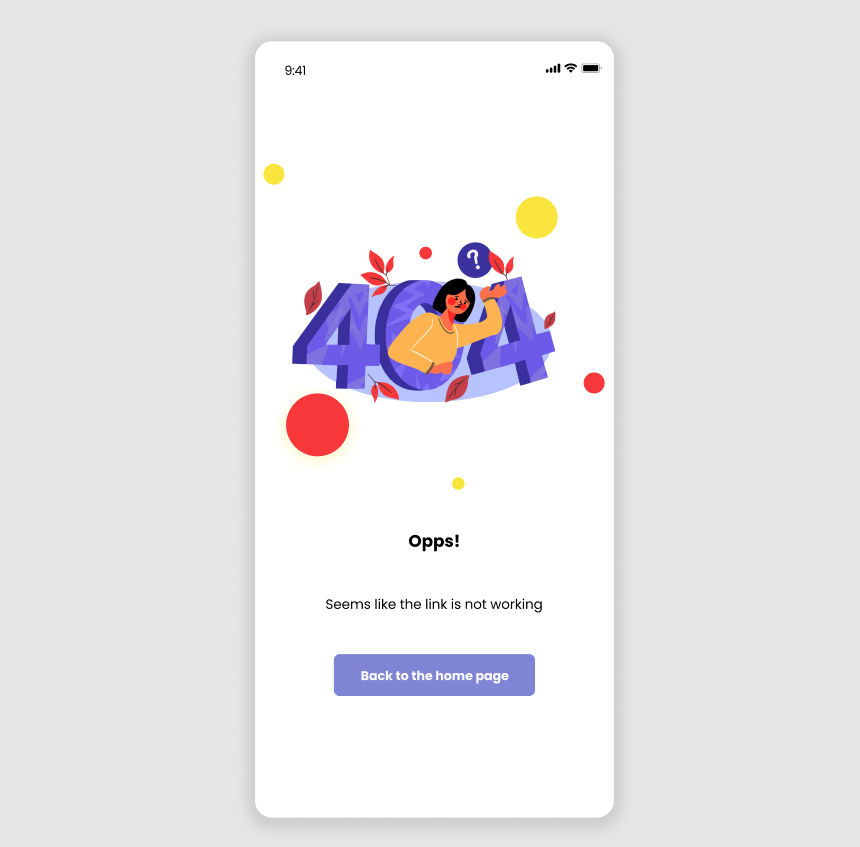 9:41
?
404
Opps!
Seems like the link is not working
Back to the home page